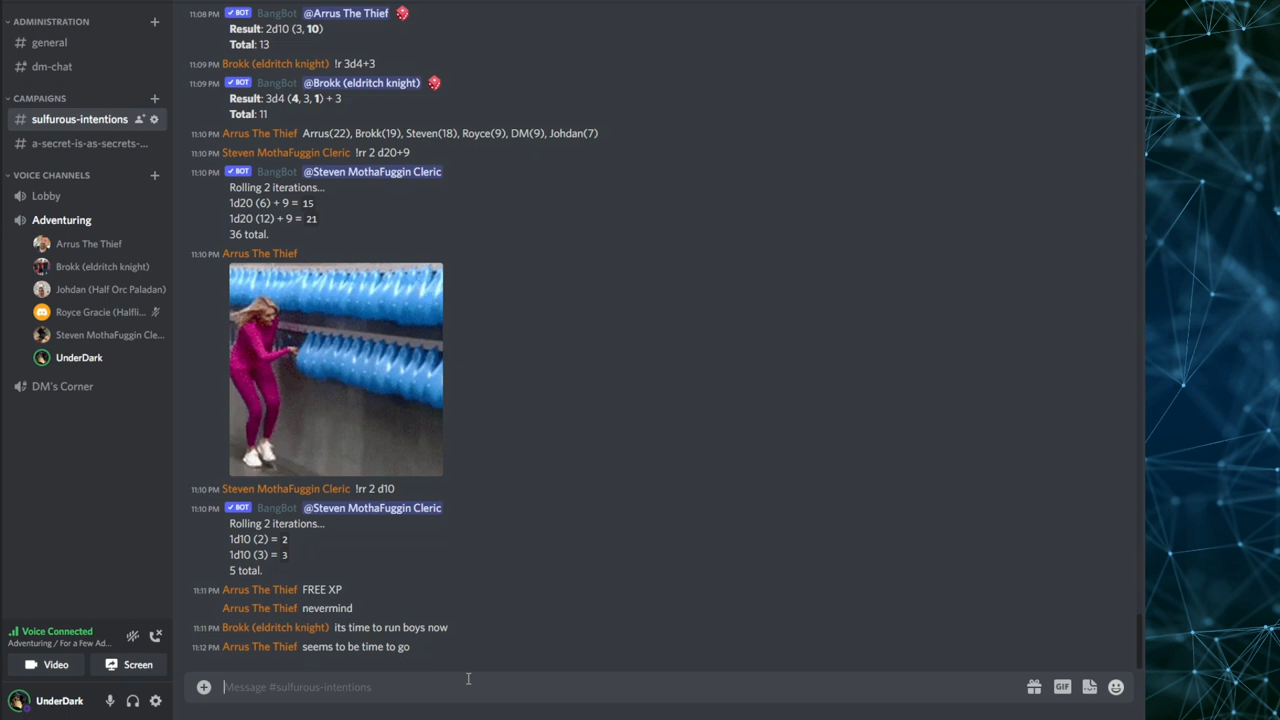 ADMINISTRATION
general
dm-chat
CAMPAIGNS
sulfurous-intentions
a-secret-is-as-secrets-...
VOICE CHANNELS
Lobby
Adventuring
Arrus The Thief
Brokk (eldritch knight)
Johdan (Half Orc Paladan)
Royce Gracie (Halfli...
Steven MothaFuggin Cle...
UnderDark
DM's Corner
Voice Connected
Adventuring / For a Few Ad...
Video
Screen
UnderDark
11:08 PM BOT BangBot @Arrus The Thief
Result: 2d10 (3, 10)
Total: 13
11:09 PM Brokk (eldritch knight) !r 3d4+3
11:09 PM BOT BangBot @Brokk (eldritch knight)
Result: 3d4 (4, 3, 1) + 3
Total: 11
11:10 PM Arrus The Thief Arrus(22), Brokk(19), Steven(18), Royce(9), DM(9), Johdan(7)
11:10 PM Steven MothaFuggin Cleric !rr 2 d20+9
11:10 PM BOT BangBot @Steven MothaFuggin Cleric
Rolling 2 iterations...
1d20 (6) + 9 = 15
1d20 (12) + 9 = 21
36 total.
11:10 PM Arrus The Thief
11:10 PM Steven MothaFuggin Cleric !rr 2 d10
11:10 PM BOT BangBot @Steven MothaFuggin Cleric
Rolling 2 iterations...
1d10 (2) = 2
1d10 (3) = 3
5 total.
11:11 PM Arrus The Thief FREE XP
Arrus The Thief nevermind
11:11 PM Brokk (eldritch knight) its time to run boys now
11:12 PM Arrus The Thief seems to be time to go
Message #sulfurous-intentions
GIF